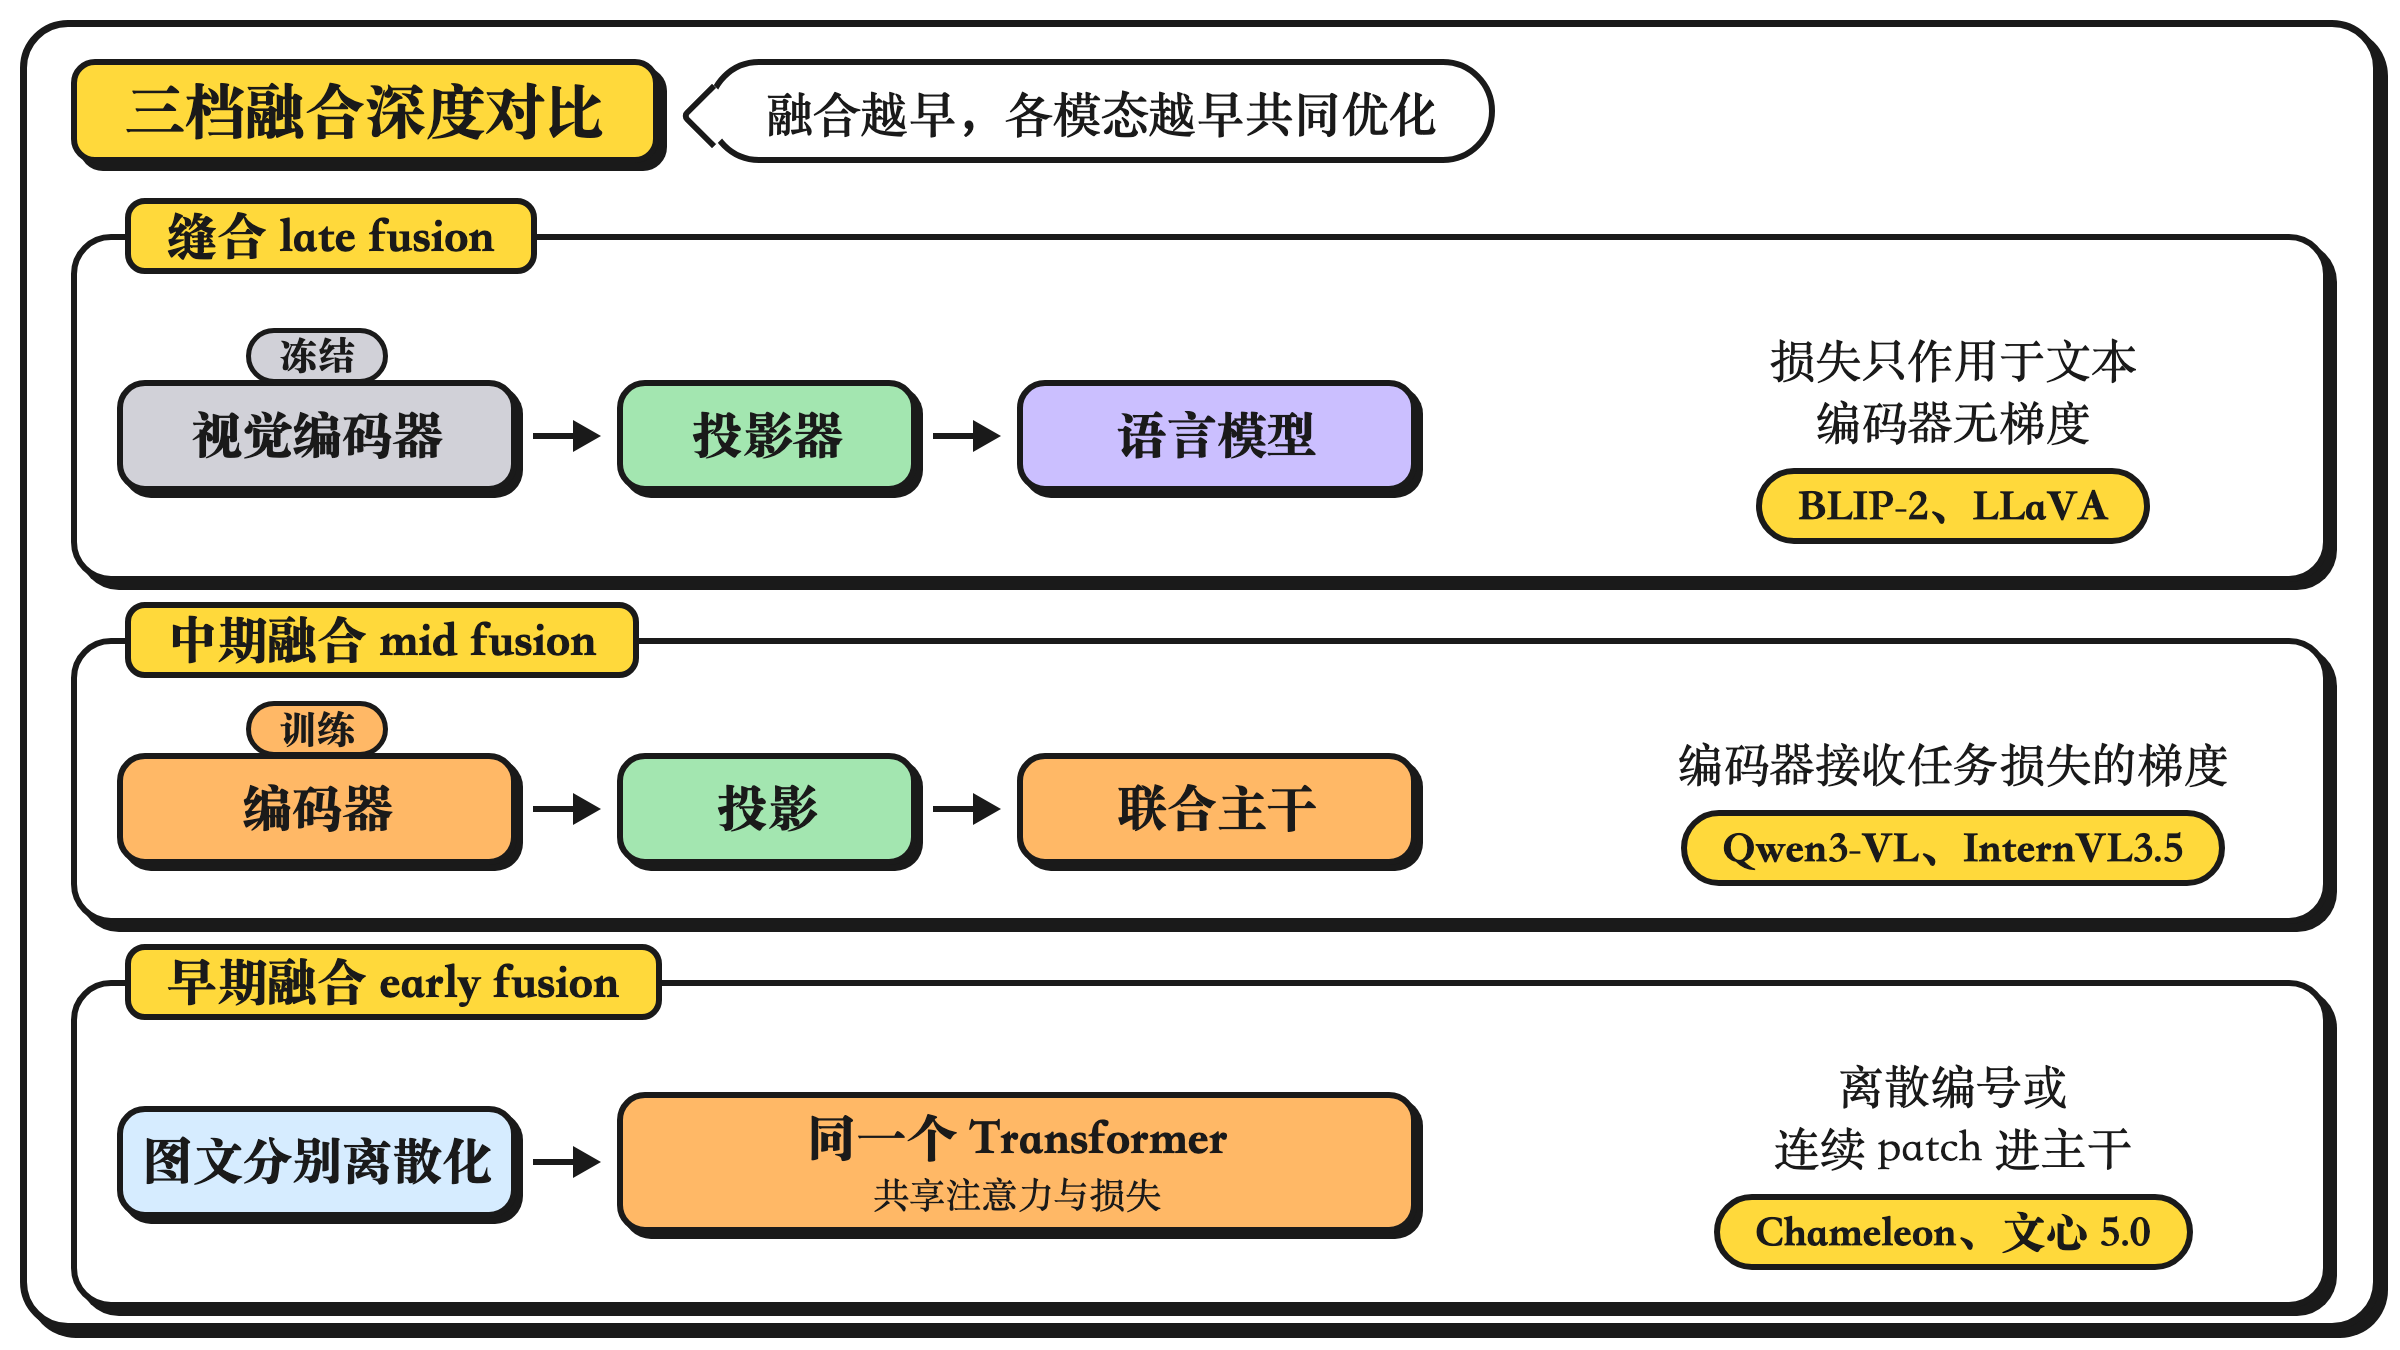 三档融合深度对比
融合越早，各模态越早共同优化
缝合 late fusion
冻结
视觉编码器
投影器
语言模型
损失只作用于文本
编码器无梯度
BLIP-2、LLaVA
中期融合 mid fusion
训练
编码器
投影
联合主干
编码器接收任务损失的梯度
Qwen3-VL、InternVL3.5
早期融合 early fusion
图文分别离散化
同一个 Transformer
共享注意力与损失
离散编号或
连续 patch 进主干
Chameleon、文心 5.0